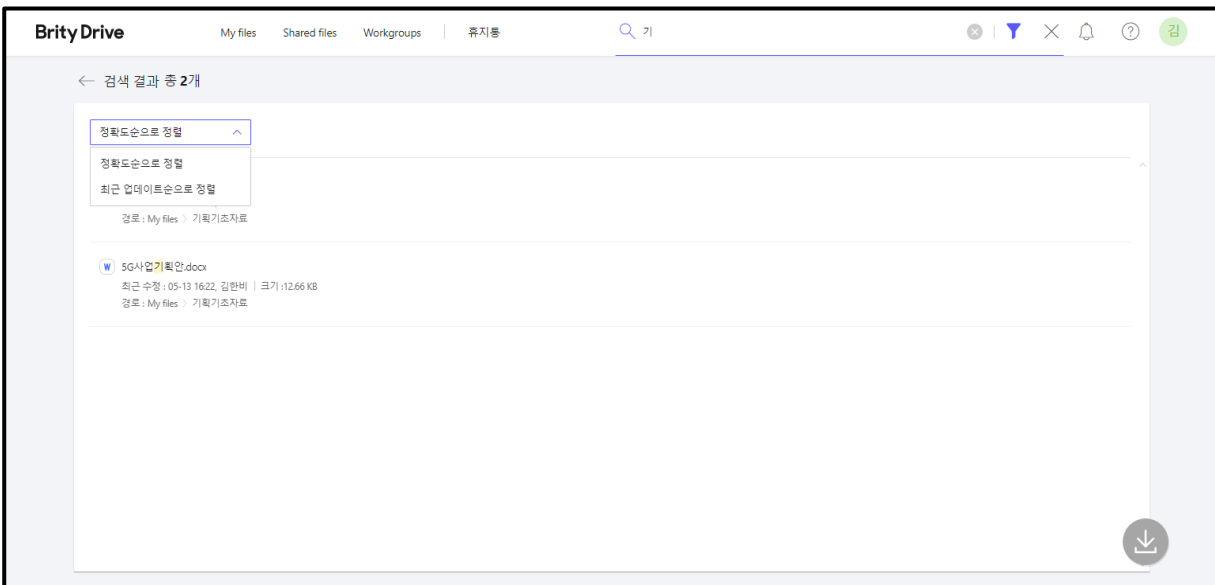 Brity Drive My files Shared files Workgroups 휴지통 기 김
검색 결과 총 2개
정확도순으로 정렬
정확도순으로 정렬
최근 업데이트순으로 정렬
경로 : My files 〉 기획기초자료
W 5G사업기획안.docx
최근 수정 : 05-13 16:22, 김한비 | 크기 :12.66 KB
경로 : My files 〉 기획기초자료